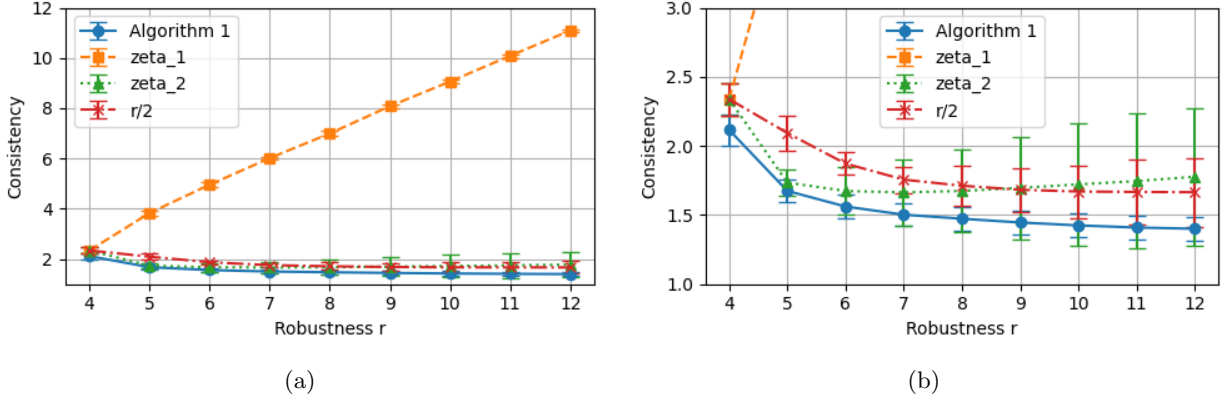 12
10
8
6
4
2
Consistency
Algorithm 1
zeta_1
zeta_2
r/2
4 5 6 7 8 9 10 11 12
Robustness r
(a)
3.0
2.5
2.0
1.5
1.0
Consistency
Algorithm 1
zeta_1
zeta_2
r/2
4 5 6 7 8 9 10 11 12
Robustness r
(b)